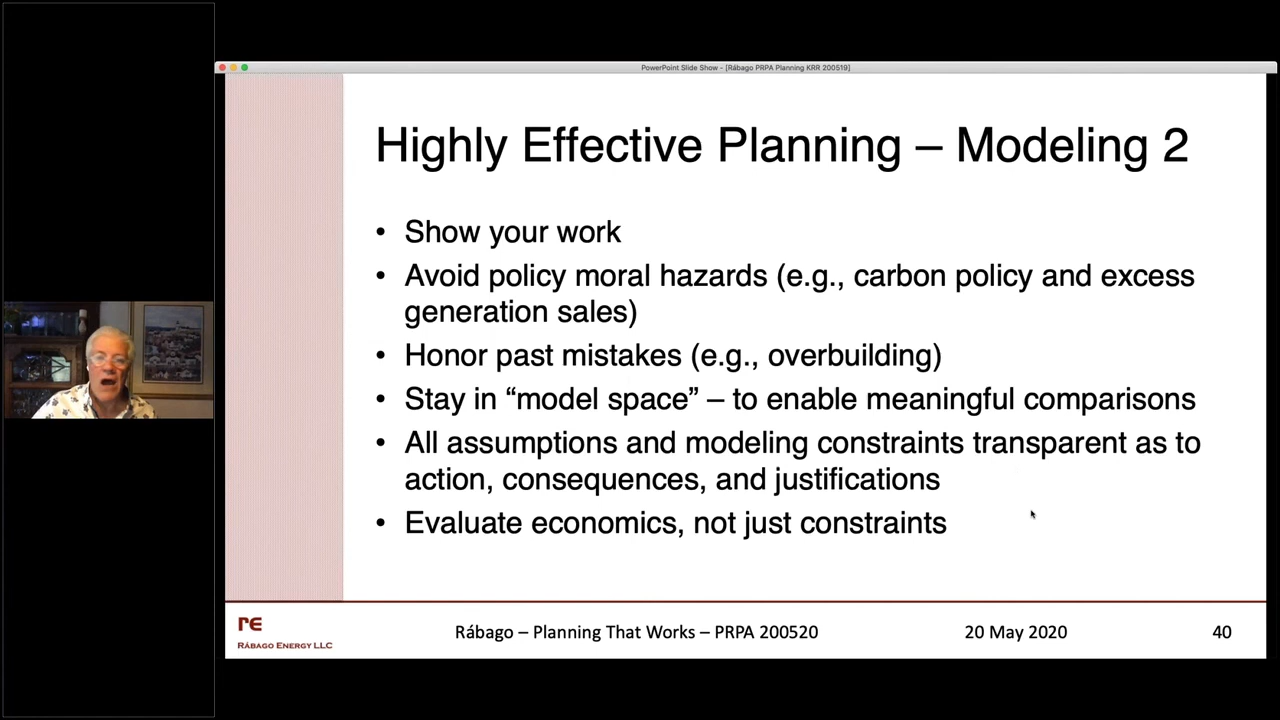 PowerPoint Slide Show - [Rábago PRPA Planning KRR 200519]
Highly Effective Planning – Modeling 2
• Show your work
• Avoid policy moral hazards (e.g., carbon policy and excess
generation sales)
• Honor past mistakes (e.g., overbuilding)
• Stay in “model space” – to enable meaningful comparisons
• All assumptions and modeling constraints transparent as to
action, consequences, and justifications
• Evaluate economics, not just constraints
re
RÁBAGO ENERGY LLC
Rábago – Planning That Works – PRPA 200520
20 May 2020
40